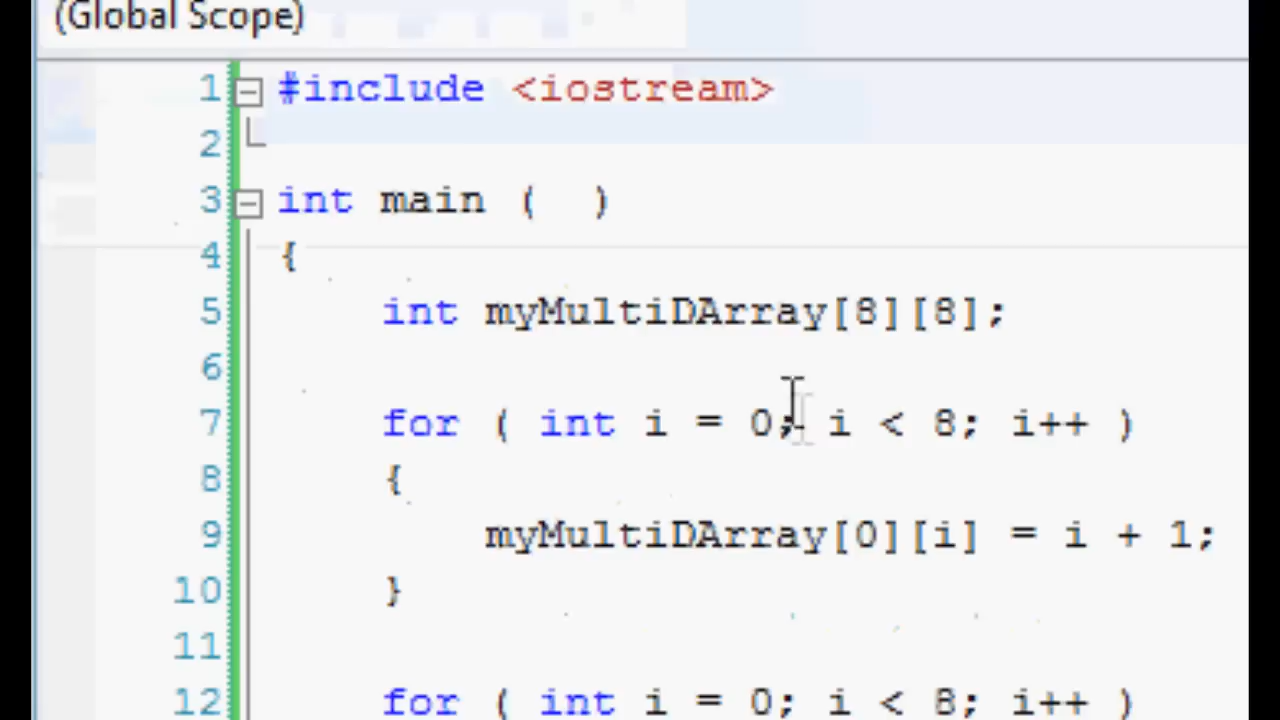 (Global Scope)
1 #include <iostream>
2
3 int main (  )
4 {
5 int myMultiDArray[8][8];
6
7 for ( int i = 0; i < 8; i++ )
8 {
9 myMultiDArray[0][i] = i + 1;
10 }
11
12 for ( int i = 0; i < 8; i++ )